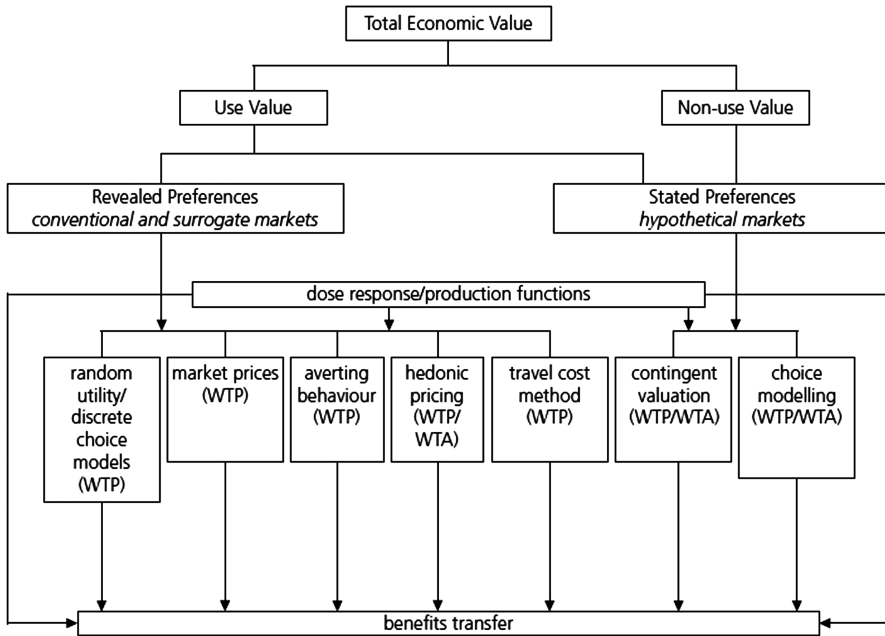 Total Economic Value
Use Value
Non-use Value
Revealed Preferences
conventional and surrogate markets
Stated Preferences
hypothetical markets
dose response/production functions
random
utility/
discrete
choice
models
(WTP)
market prices
(WTP)
averting
behaviour
(WTP)
hedonic
pricing
(WTP/
WTA)
travel cost
method
(WTP)
contingent
valuation
(WTP/WTA)
choice
modelling
(WTP/WTA)
benefits transfer